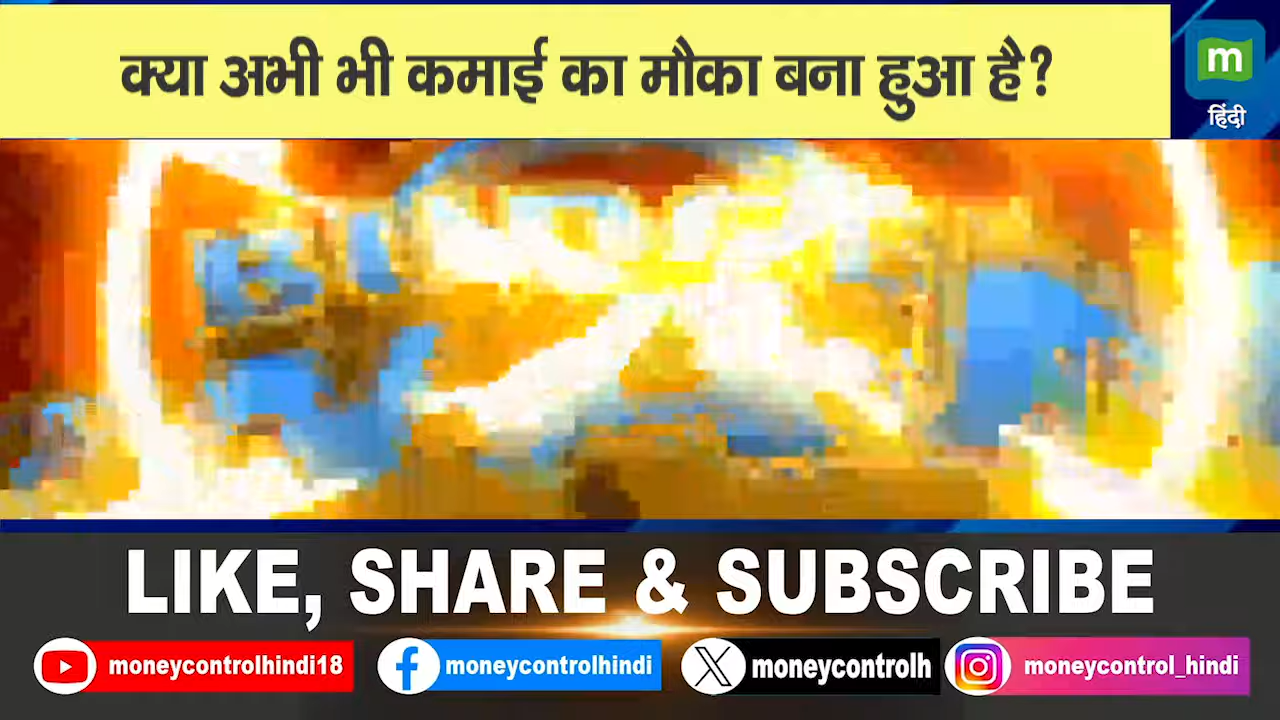 क्या अभी भी कमाई का मौका बना हुआ है?
m
हिंदी
LIKE, SHARE & SUBSCRIBE
moneycontrolhindi18
moneycontrolhindi
moneycontrolh
moneycontrol_hindi